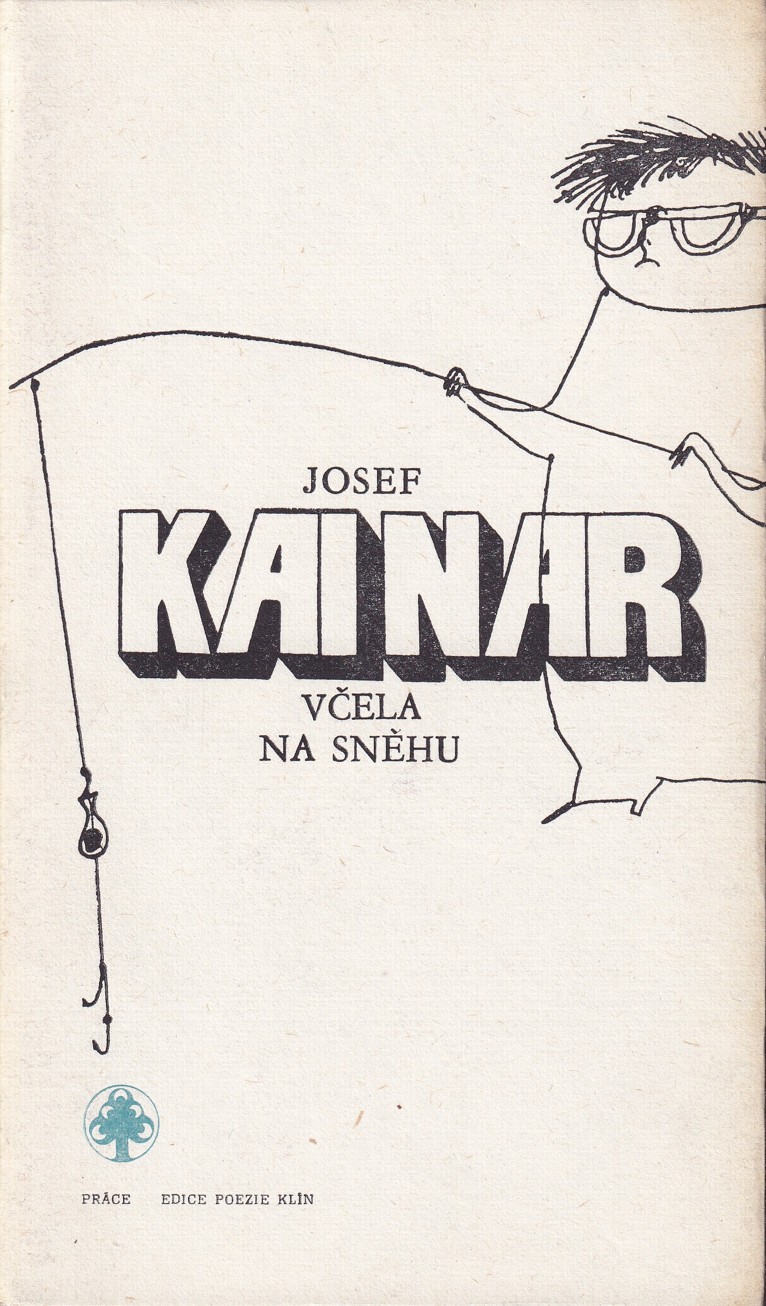 JOSEF
KAINAR
VČELA
NA SNĚHU
PRÁCE EDICE POEZIE KLÍN